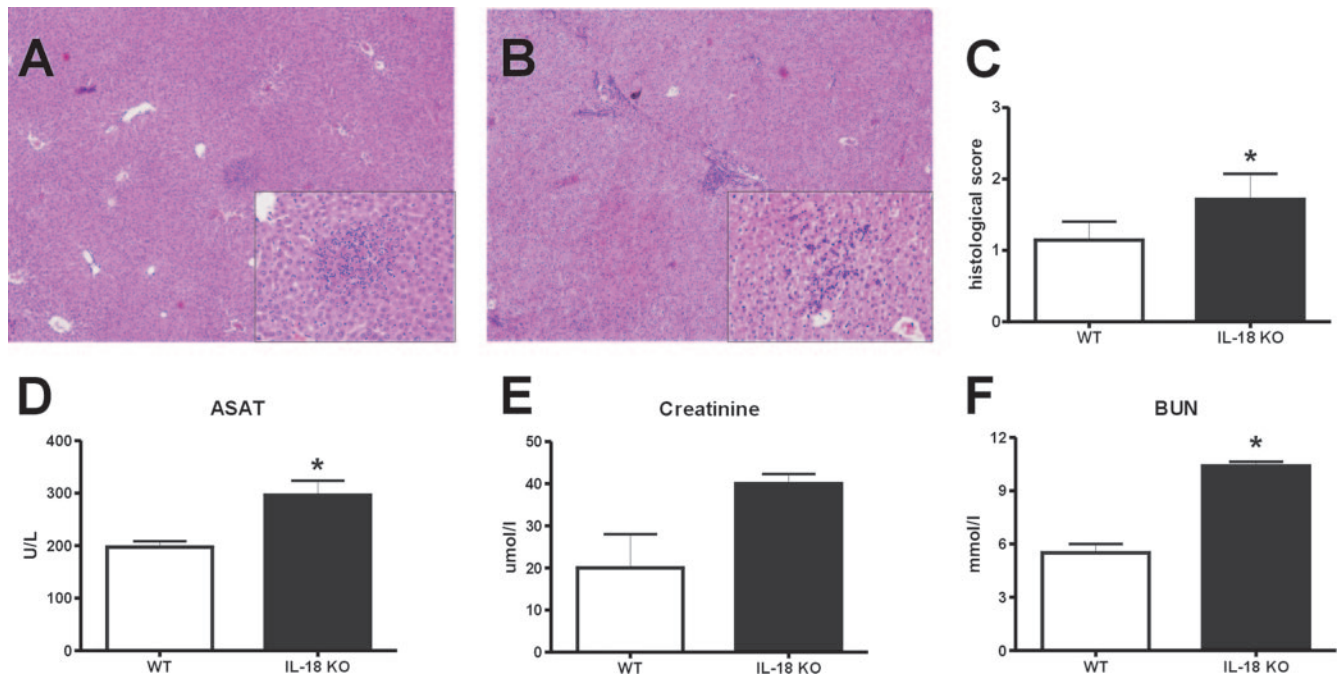 A
B
C
histological score
3
2
1
0
*
WT
IL-18 KO
D
ASAT
U/L
400
300
200
100
0
*
WT
IL-18 KO
E
Creatinine
umol/l
50
40
30
20
10
0
WT
IL-18 KO
F
BUN
mmol/l
12
9
6
3
0
*
WT
IL-18 KO